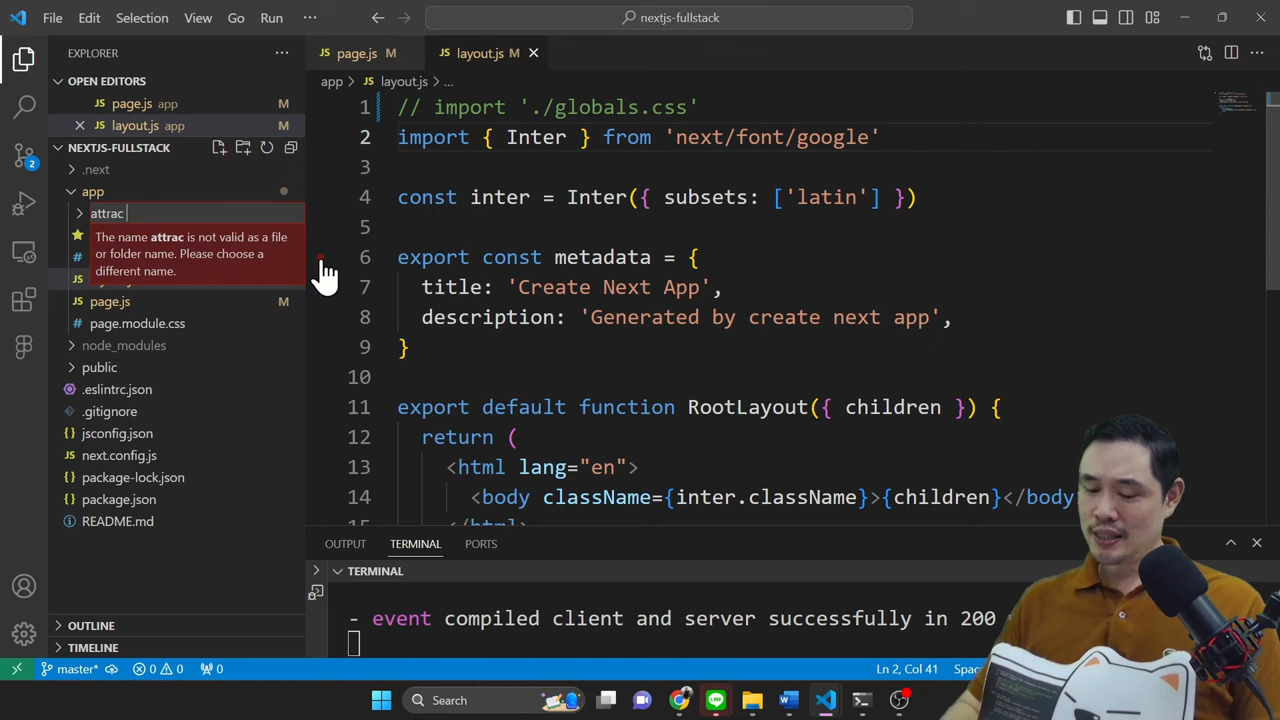 File Edit Selection View Go Run ...
nextjs-fullstack
EXPLORER
OPEN EDITORS
page.js app M
layout.js app M
NEXTJS-FULLSTACK
.next
app
attrac
The name attrac is not valid as a file
or folder name. Please choose a
different name.
page.js M
page.module.css
node_modules
public
.eslintrc.json
.gitignore
jsconfig.json
next.config.js
package-lock.json
package.json
README.md
OUTLINE
TIMELINE
page.js M
layout.js M
app > JS layout.js > ...
1 // import './globals.css'
2 import { Inter } from 'next/font/google'
3
4 const inter = Inter({ subsets: ['latin'] })
5
6 export const metadata = {
7 title: 'Create Next App',
8 description: 'Generated by create next app',
9 }
10
11 export default function RootLayout({ children }) {
12 return (
13 <html lang="en">
14 <body className={inter.className}>{children}</body
15 </html>
OUTPUT TERMINAL PORTS
TERMINAL
- event compiled client and server successfully in 200
master* 0 0 0 Ln 2, Col 41
Search